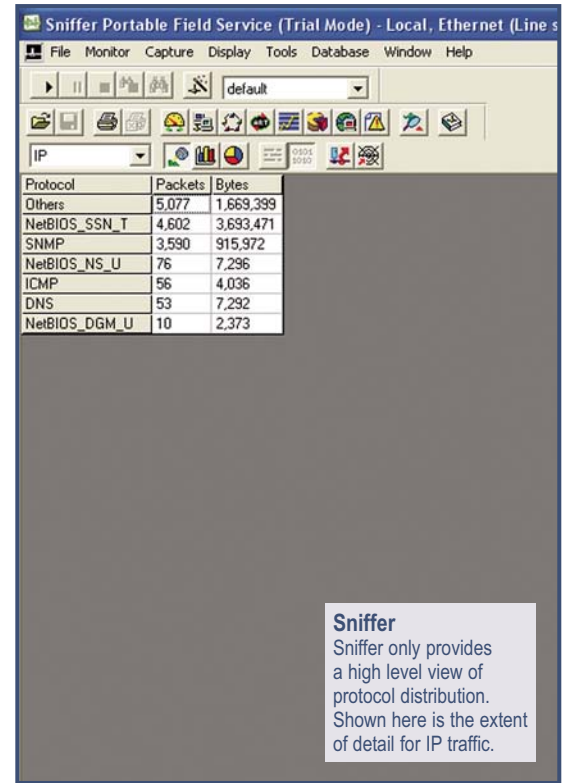 Sniffer Portable Field Service (Trial Mode) - Local, Ethernet (Line s
File Monitor Capture Display Tools Database Window Help
default
IP
0101
1010
Protocol Packets Bytes
Others 5,077 1,669,399
NetBIOS_SSN_T 4,602 3,693,471
SNMP 3,590 915,972
NetBIOS_NS_U 76 7,296
ICMP 56 4,036
DNS 53 7,292
NetBIOS_DGM_U 10 2,373
Sniffer
Sniffer only provides
a high level view of
protocol distribution.
Shown here is the extent
of detail for IP traffic.